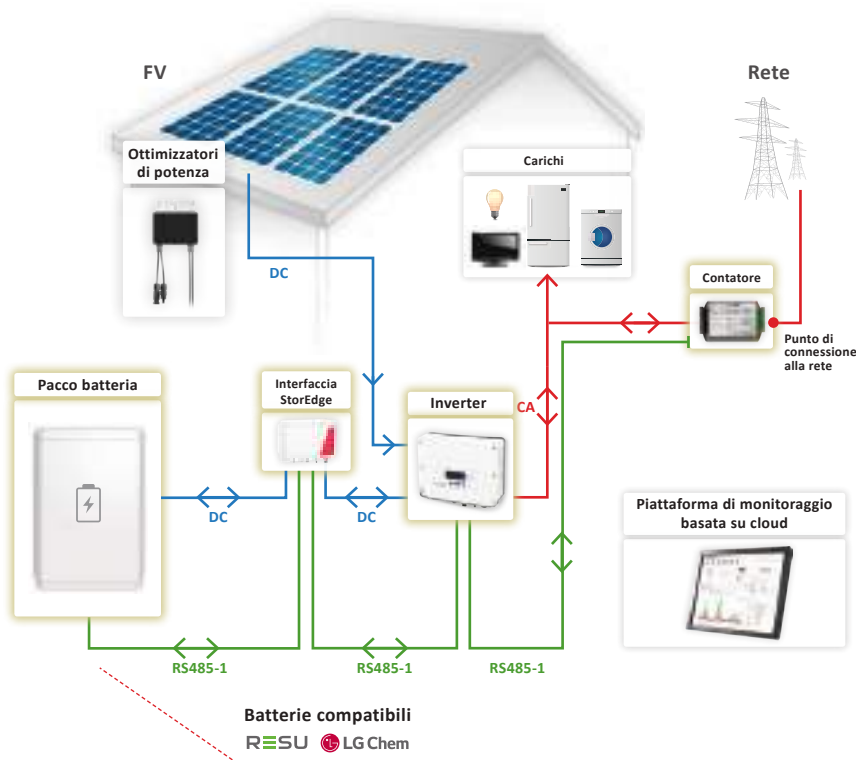 FV
Rete
Ottimizzatori
di potenza
Carichi
DC
Contatore
Punto di
connessione
alla rete
Pacco batteria
Interfaccia
StorEdge
Inverter
CA
DC
DC
Piattaforma di monitoraggio
basata su cloud
RS485-1
RS485-1
RS485-1
Batterie compatibili
RESU LG Chem